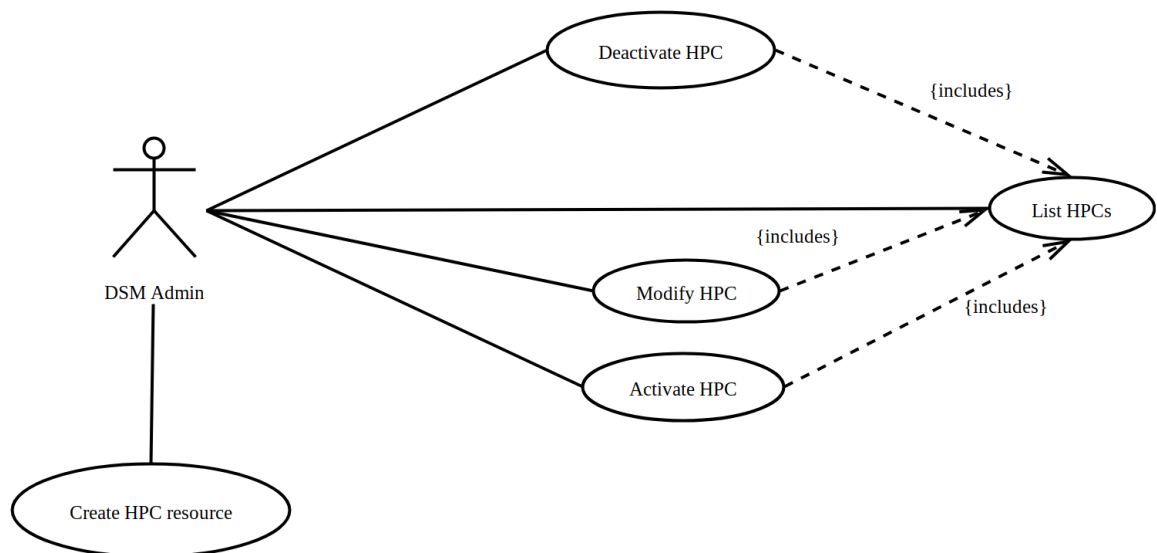 Deactivate HPC
{includes}
List HPCs
{includes}
DSM Admin
Modify HPC
{includes}
Activate HPC
Create HPC resource